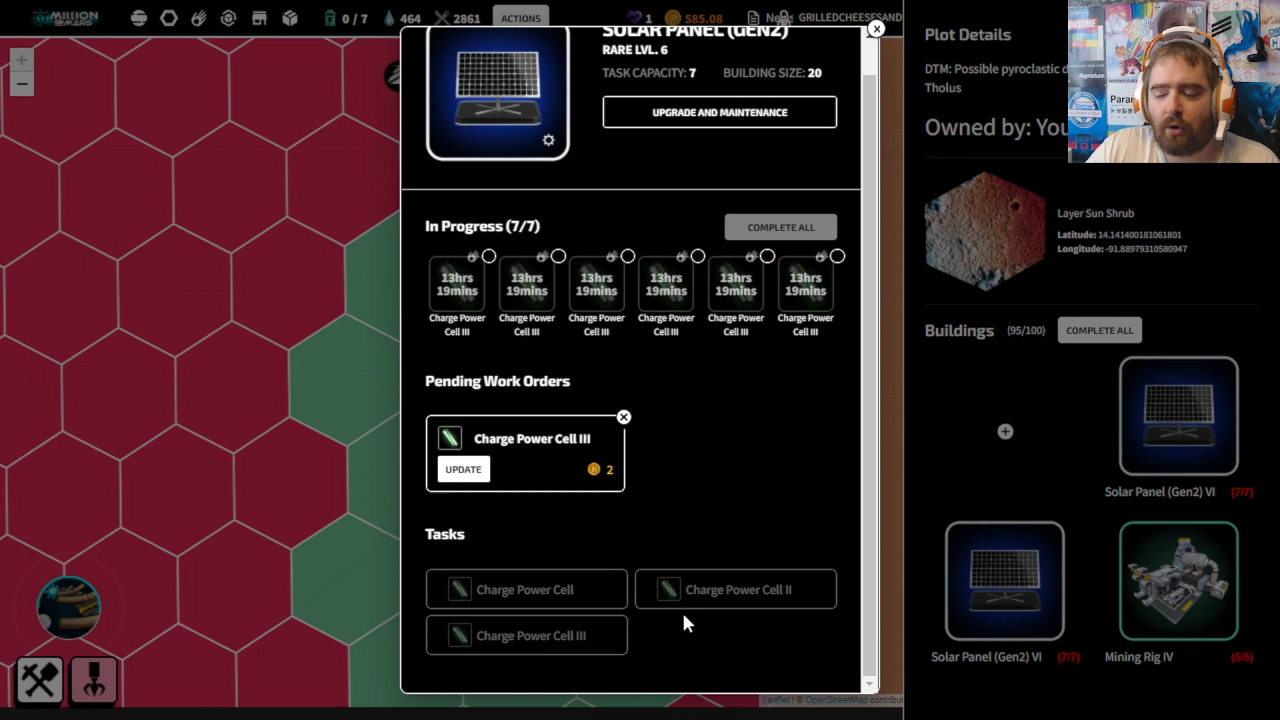 MILLION ON MARS
0 / 7
464
2861
ACTIONS
1
585.08
GRILLEDCHEESESAND
SOLAR PANEL (GEN2)
RARE LVL. 6
TASK CAPACITY: 7
BUILDING SIZE: 20
UPGRADE AND MAINTENANCE
In Progress (7/7)
COMPLETE ALL
13hrs 13hrs 13hrs 13hrs 13hrs 13hrs
19mins 19mins 19mins 19mins 19mins 19mins
Charge Power Charge Power Charge Power Charge Power Charge Power Charge Power
Cell III Cell III Cell III Cell III Cell III Cell III
Pending Work Orders
Charge Power Cell III
UPDATE
2
Tasks
Charge Power Cell
Charge Power Cell II
Charge Power Cell III
Leaflet | © OpenStreetMap contribut
Plot Details
DTM: Possible pyroclastic
Tholus
Owned by: You
Layer Sun Shrub
Latitude: 14.141400181061801
Longitude: -91.88979310580947
Buildings (95/100)
COMPLETE ALL
Solar Panel (Gen2) VI (7/7)
Solar Panel (Gen2) VI (7/7)
Mining Rig IV